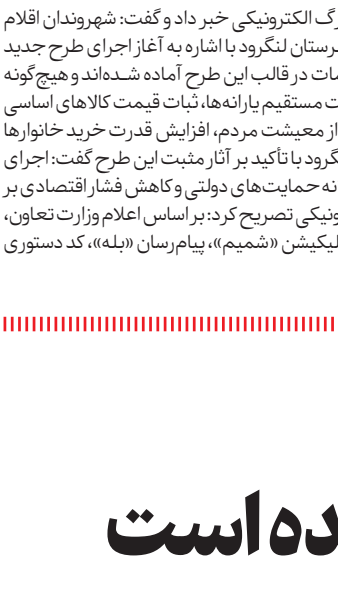 رگ الکترونیکی خبر داد و گفت: شهروندان اقلام
رستان لنگرود با اشاره به آغاز اجرای طرح جدید
مات در قالب این طرح آماده شده‌اند و هیچ‌گونه
ت مستقیم یارانه‌ها، ثبات قیمت کالاهای اساسی
از معیشت مردم، افزایش قدرت خرید خانوارها
گرود با تأکید بر آثار مثبت این طرح گفت: اجرای
نه حمایت‌های دولتی و کاهش فشار اقتصادی بر
ونیکی تصریح کرد: بر اساس اعلام وزارت تعاون،
لیکیشن «شمیم»، پیام‌رسان «بله»، کد دستوری
ده است